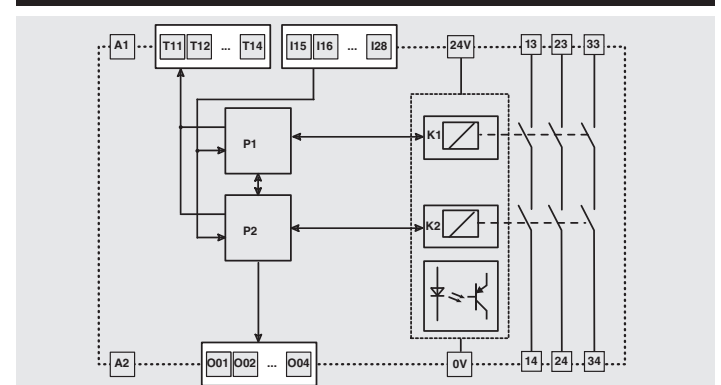 A1 T11 T12 ... T14 I15 I16 ... I28 24V 13 23 33
P1 K1
P2 K2
A2 O01 O02 ... O04 0V 14 24 34